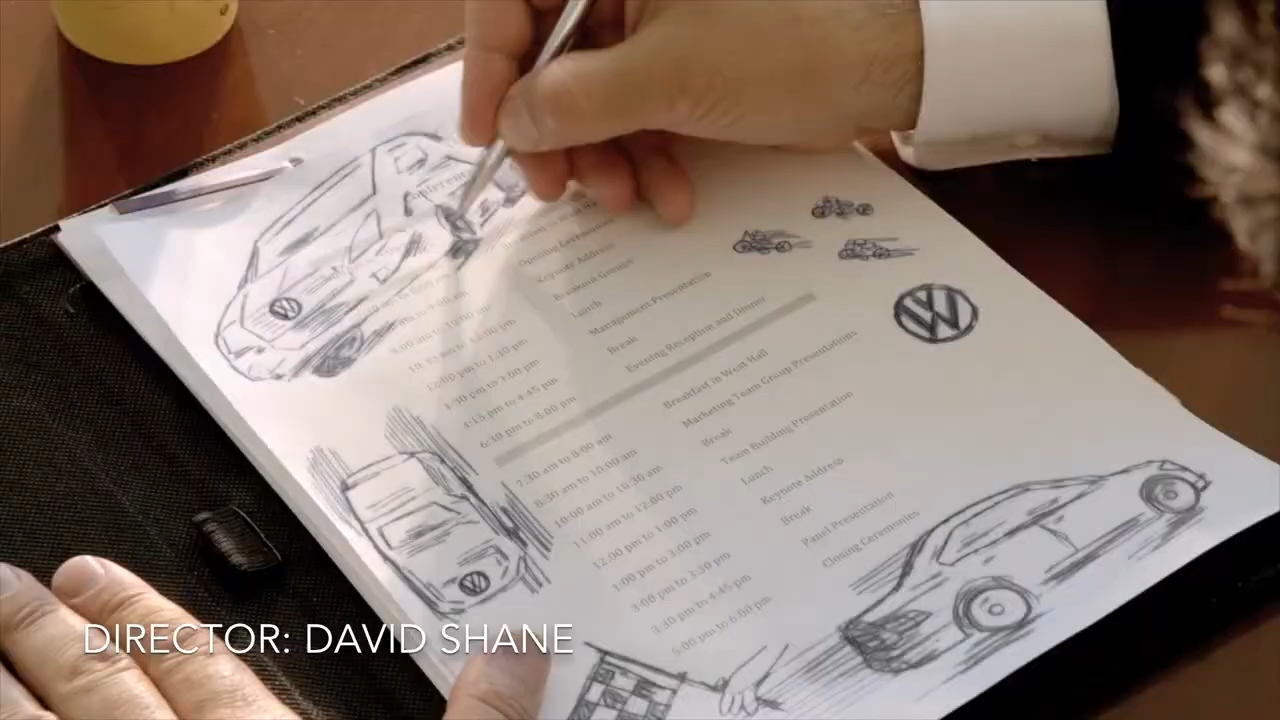 Breakfast in West
Opening Ceremonies
9:00 am to 10:00 am Keynote Address
to 12:00 pm Breakout Groups
12:00 pm to Lunch
1:30 pm to 3:00 pm Management Presentation
4:15 pm to 4:45 pm Break
6:30 pm to 8:00 pm Evening Reception and Dinner
7:30 am to 8:00 am Breakfast in West Hall
8:30 am to 10:00 am Marketing Team Group Presentations
10:00 am to 10:30 am Break
11:00 am to 12:00 pm Team Building Presentation
12:00 pm to 1:00 pm Lunch
1:00 pm to 3:00 pm Keynote Address
3:00 pm to 3:30 pm Break
3:30 pm to 4:45 pm Panel Presentation
5:00 pm to 6:00 pm Closing Ceremonies
VW
VW
VW
DIRECTOR: DAVID SHANE